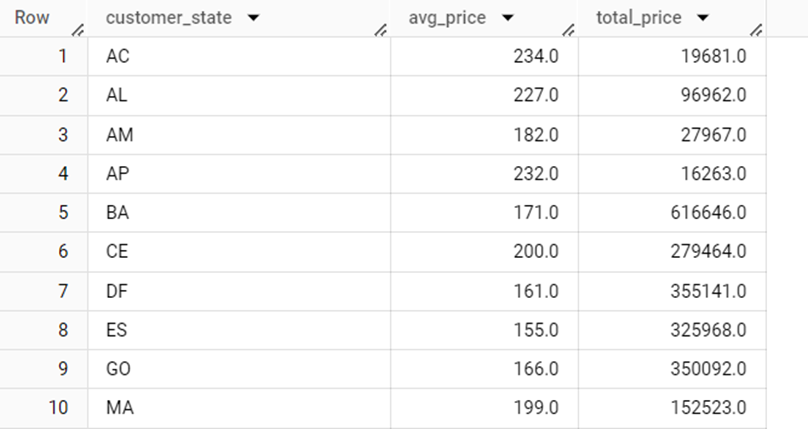 Row customer_state avg_price total_price
1 AC 234.0 19681.0
2 AL 227.0 96962.0
3 AM 182.0 27967.0
4 AP 232.0 16263.0
5 BA 171.0 616646.0
6 CE 200.0 279464.0
7 DF 161.0 355141.0
8 ES 155.0 325968.0
9 GO 166.0 350092.0
10 MA 199.0 152523.0